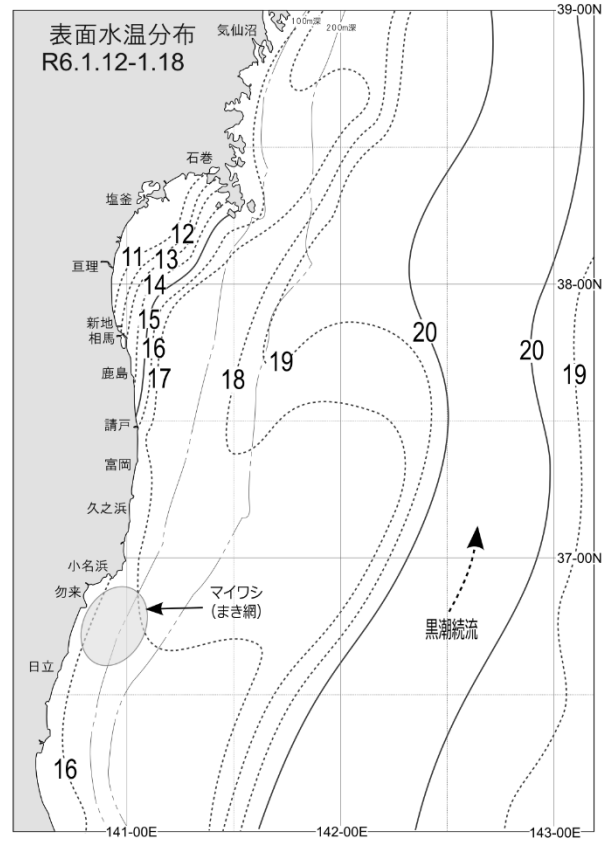 表面水温分布
R6.1.12-1.18
39-00N
気仙沼
100m深
200m深
石巻
塩釜
12
11
13
亘理
14
38-00N
15
新地
相馬
16
20
20
17
18
19
19
鹿島
請戸
富岡
久之浜
37-00N
小名浜
勿来
マイワシ
(まき網)
黒潮続流
日立
16
141-00E
142-00E
143-00E